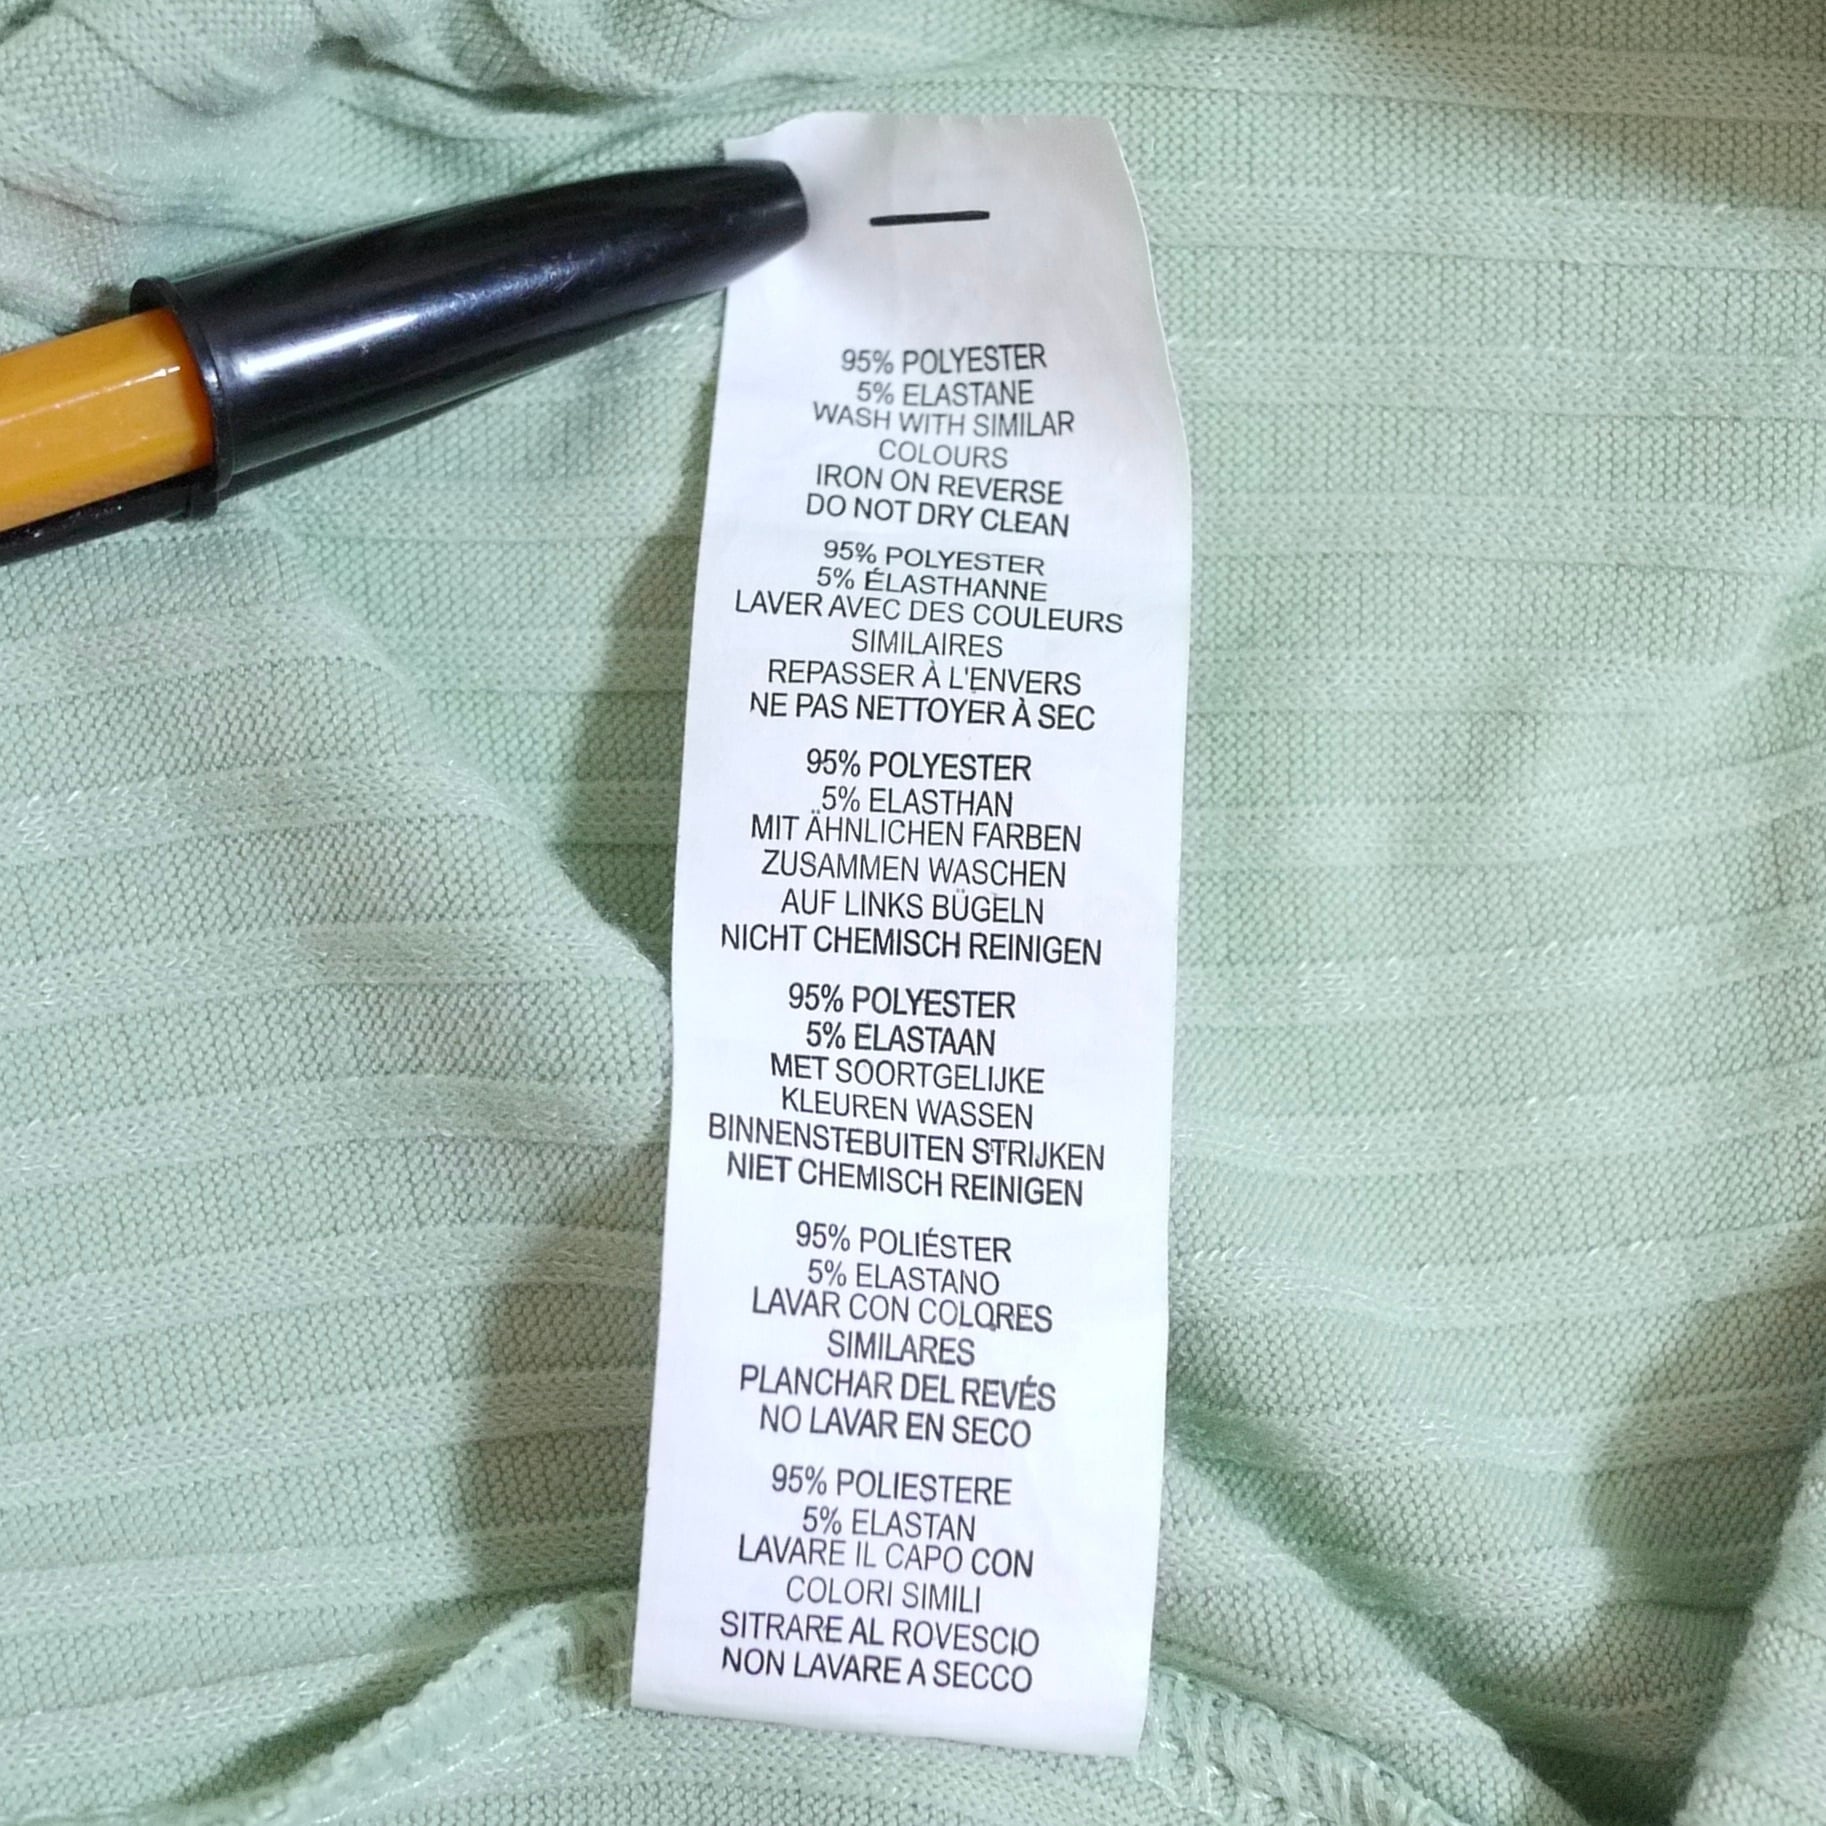 95% POLYESTER
5% ELASTANE
WASH WITH SIMILAR
COLOURS
IRON ON REVERSE
DO NOT DRY CLEAN
95% POLYESTER
5% ÉLASTHANNE
LAVER AVEC DES COULEURS
SIMILAIRES
REPASSER À L'ENVERS
NE PAS NETTOYER À SEC
95% POLYESTER
5% ELASTHAN
MIT ÄHNLICHEN FARBEN
ZUSAMMEN WASCHEN
AUF LINKS BÜGELN
NICHT CHEMISCH REINIGEN
95% POLYESTER
5% ELASTAAN
MET SOORTGELIJKE
KLEUREN WASSEN
BINNENSTEBUITEN STRIJKEN
NIET CHEMISCH REINIGEN
95% POLIÉSTER
5% ELASTANO
LAVAR CON COLORES
SIMILARES
PLANCHAR DEL REVÉS
NO LAVAR EN SECO
95% POLIESTERE
5% ELASTAN
LAVARE IL CAPO CON
COLORI SIMILI
SITRARE AL ROVESCIO
NON LAVARE A SECCO